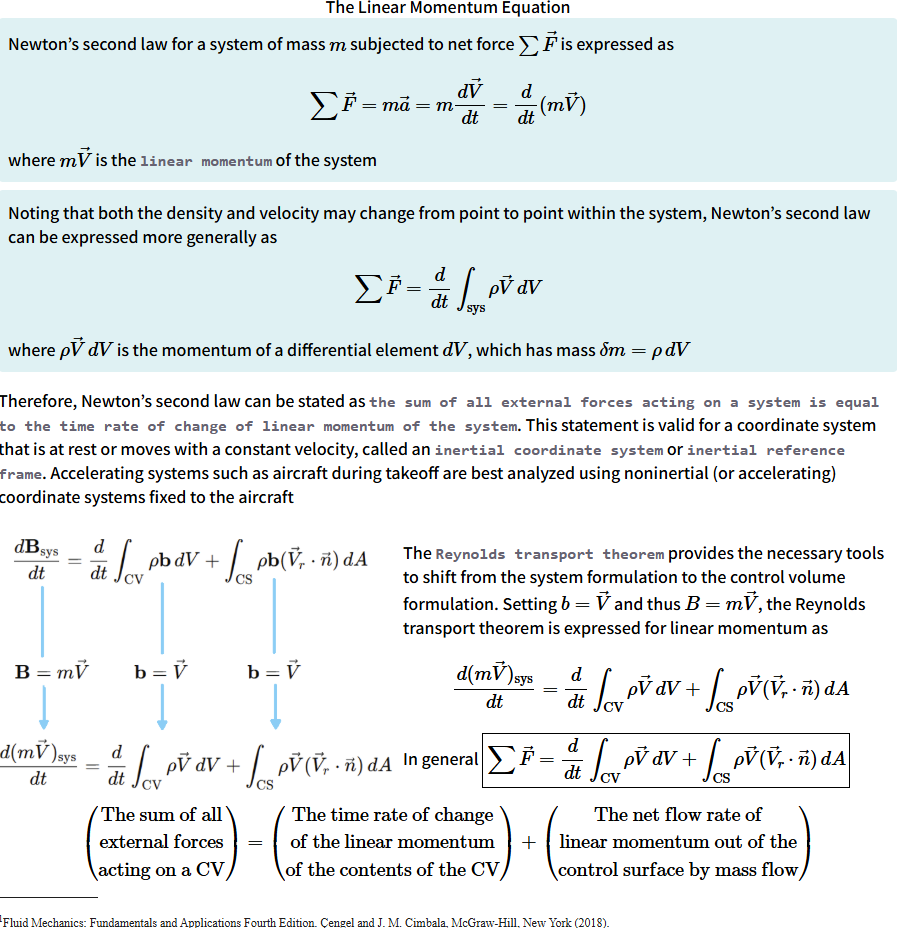 The Linear Momentum Equation
Newton's second law for a system of mass $m$ subjected to net force $\sum \vec{F}$ is expressed as
$$\sum \vec{F} = m\vec{a} = m\frac{d\vec{V}}{dt} = \frac{d}{dt}(m\vec{V})$$
where $m\vec{V}$ is the linear momentum of the system
Noting that both the density and velocity may change from point to point within the system, Newton's second law
can be expressed more generally as
$$\sum \vec{F} = \frac{d}{dt}\int_{\text{sys}} \rho\vec{V}\,dV$$
where $\rho\vec{V}\,dV$ is the momentum of a differential element $dV$, which has mass $\delta m = \rho\,dV$
Therefore, Newton's second law can be stated as the sum of all external forces acting on a system is equal
to the time rate of change of linear momentum of the system. This statement is valid for a coordinate system
that is at rest or moves with a constant velocity, called an inertial coordinate system or inertial reference
frame. Accelerating systems such as aircraft during takeoff are best analyzed using noninertial (or accelerating)
coordinate systems fixed to the aircraft
$$\frac{d\mathbf{B}_{\text{sys}}}{dt} = \frac{d}{dt}\int_{\text{CV}} \rho\mathbf{b}\,dV + \int_{\text{CS}} \rho\mathbf{b}(\vec{V}_r \cdot \vec{n})\,dA$$
$\mathbf{B} = m\vec{V}$ $\mathbf{b} = \vec{V}$ $\mathbf{b} = \vec{V}$
$$\frac{d(m\vec{V})_{\text{sys}}}{dt} = \frac{d}{dt}\int_{\text{CV}} \rho\vec{V}\,dV + \int_{\text{CS}} \rho\vec{V}(\vec{V}_r \cdot \vec{n})\,dA$$
The Reynolds transport theorem provides the necessary tools
to shift from the system formulation to the control volume
formulation. Setting $b = \vec{V}$ and thus $B = m\vec{V}$, the Reynolds
transport theorem is expressed for linear momentum as
$$\frac{d(m\vec{V})_{\text{sys}}}{dt} = \frac{d}{dt}\int_{\text{CV}} \rho\vec{V}\,dV + \int_{\text{CS}} \rho\vec{V}(\vec{V}_r \cdot \vec{n})\,dA$$
In general $\sum \vec{F} = \frac{d}{dt}\int_{\text{CV}} \rho\vec{V}\,dV + \int_{\text{CS}} \rho\vec{V}(\vec{V}_r \cdot \vec{n})\,dA$
$$\begin{pmatrix} \text{The sum of all} \\ \text{external forces} \\ \text{acting on a CV} \end{pmatrix} = \begin{pmatrix} \text{The time rate of change} \\ \text{of the linear momentum} \\ \text{of the contents of the CV} \end{pmatrix} + \begin{pmatrix} \text{The net flow rate of} \\ \text{linear momentum out of the} \\ \text{control surface by mass flow} \end{pmatrix}$$
¹Fluid Mechanics: Fundamentals and Applications Fourth Edition. Çengel and J. M. Cimbala, McGraw-Hill, New York (2018).